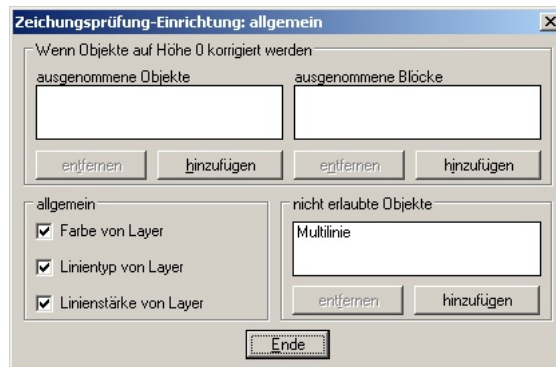 Zeichungsprüfung-Einrichtung: allgemein
Wenn Objekte auf Höhe 0 korrigiert werden
ausgenommene Objekte
ausgenommene Blöcke
entfernen
hinzufügen
entfernen
hinzufügen
allgemein
Farbe von Layer
Linientyp von Layer
Linienstärke von Layer
nicht erlaubte Objekte
Multilinie
entfernen
hinzufügen
Ende